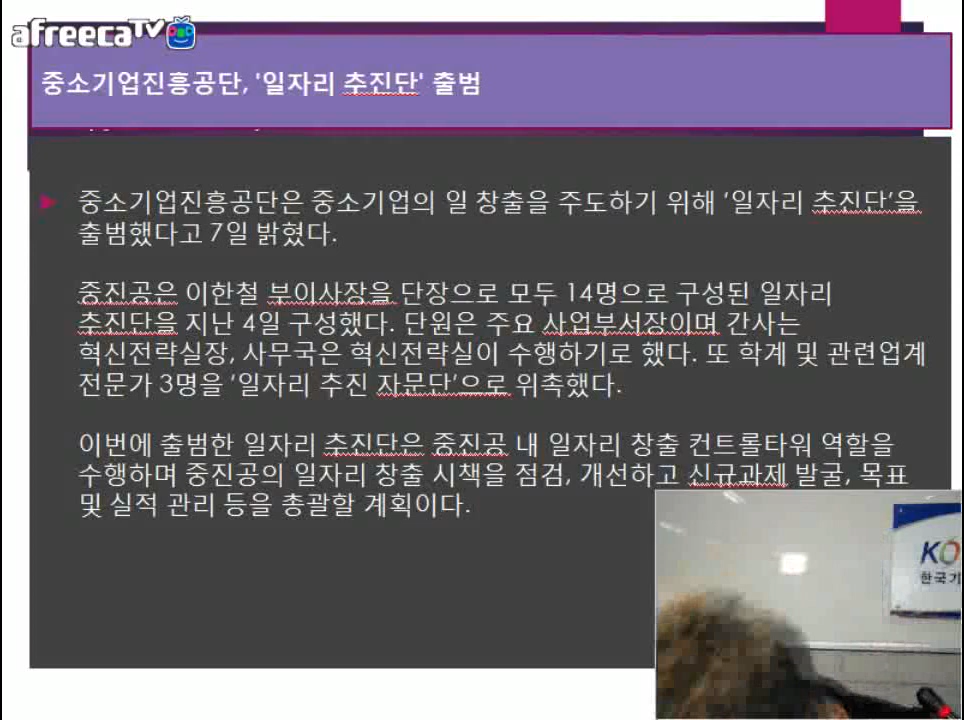 afreecaTV
중소기업진흥공단, '일자리 추진단' 출범
중소기업진흥공단은 중소기업의 일 창출을 주도하기 위해 '일자리 추진단'을
출범했다고 7일 밝혔다.
중진공은 이한철 부이사장을 단장으로 모두 14명으로 구성된 일자리
추진단을 지난 4일 구성했다. 단원은 주요 사업부서장이며 간사는
혁신전략실장, 사무국은 혁신전략실이 수행하기로 했다. 또 학계 및 관련업계
전문가 3명을 '일자리 추진 자문단'으로 위촉했다.
이번에 출범한 일자리 추진단은 중진공 내 일자리 창출 컨트롤타워 역할을
수행하며 중진공의 일자리 창출 시책을 점검, 개선하고 신규과제 발굴, 목표
및 실적 관리 등을 총괄할 계획이다.
KO
한국기